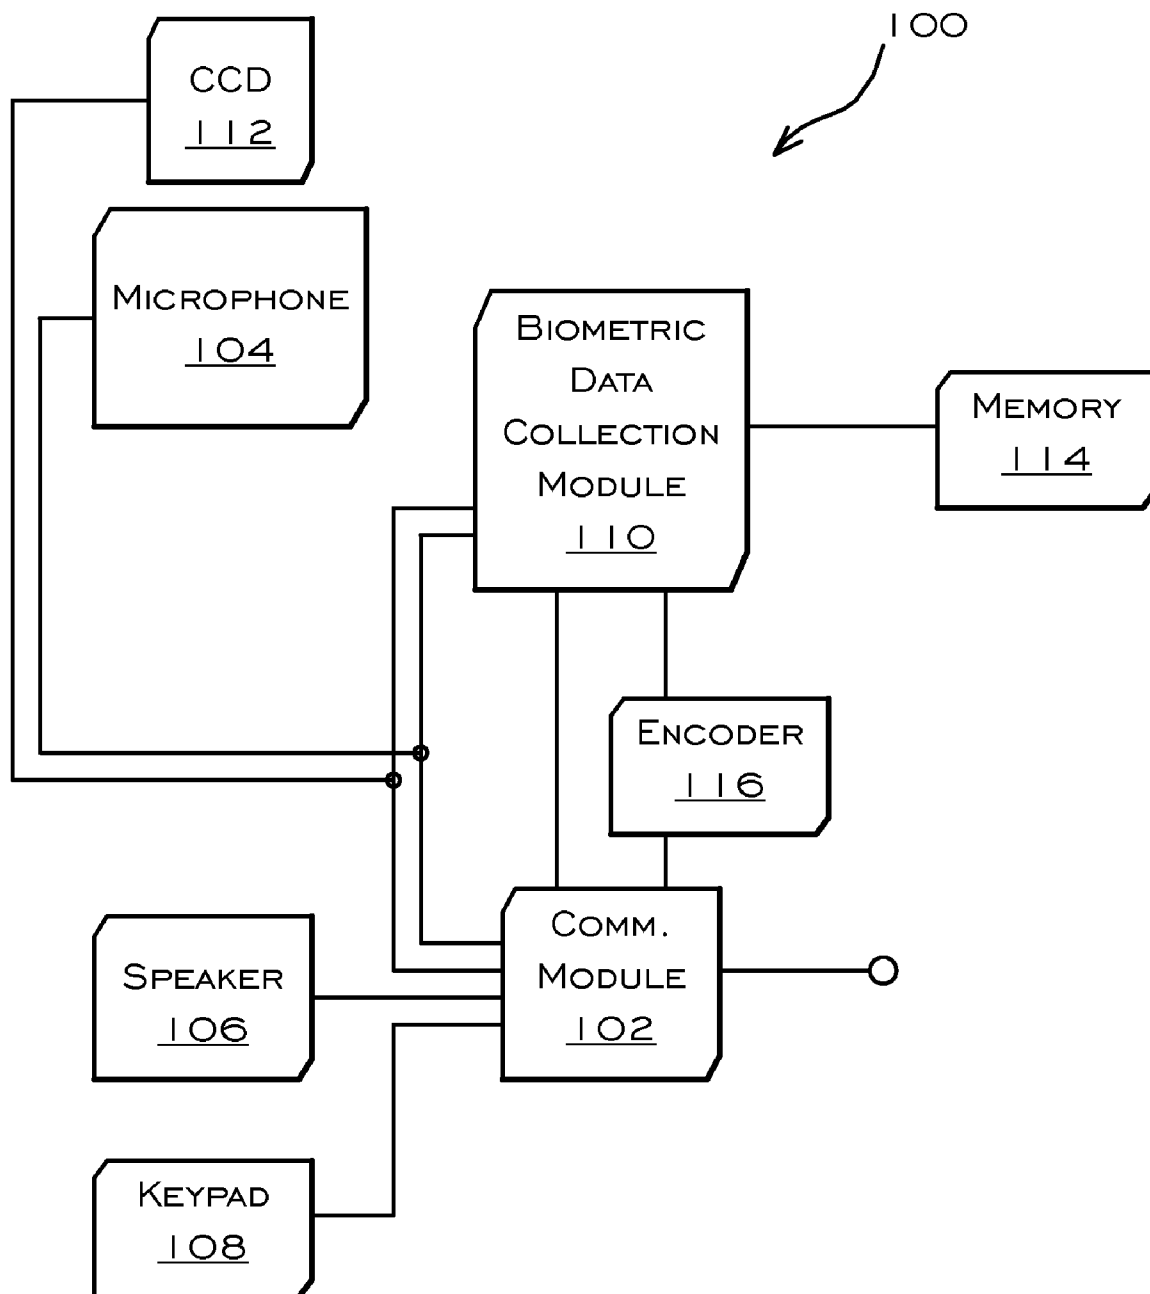 100
CCD
112
MICROPHONE
104
BIOMETRIC
DATA
COLLECTION
MODULE
110
MEMORY
114
ENCODER
116
COMM.
MODULE
102
SPEAKER
106
KEYPAD
108